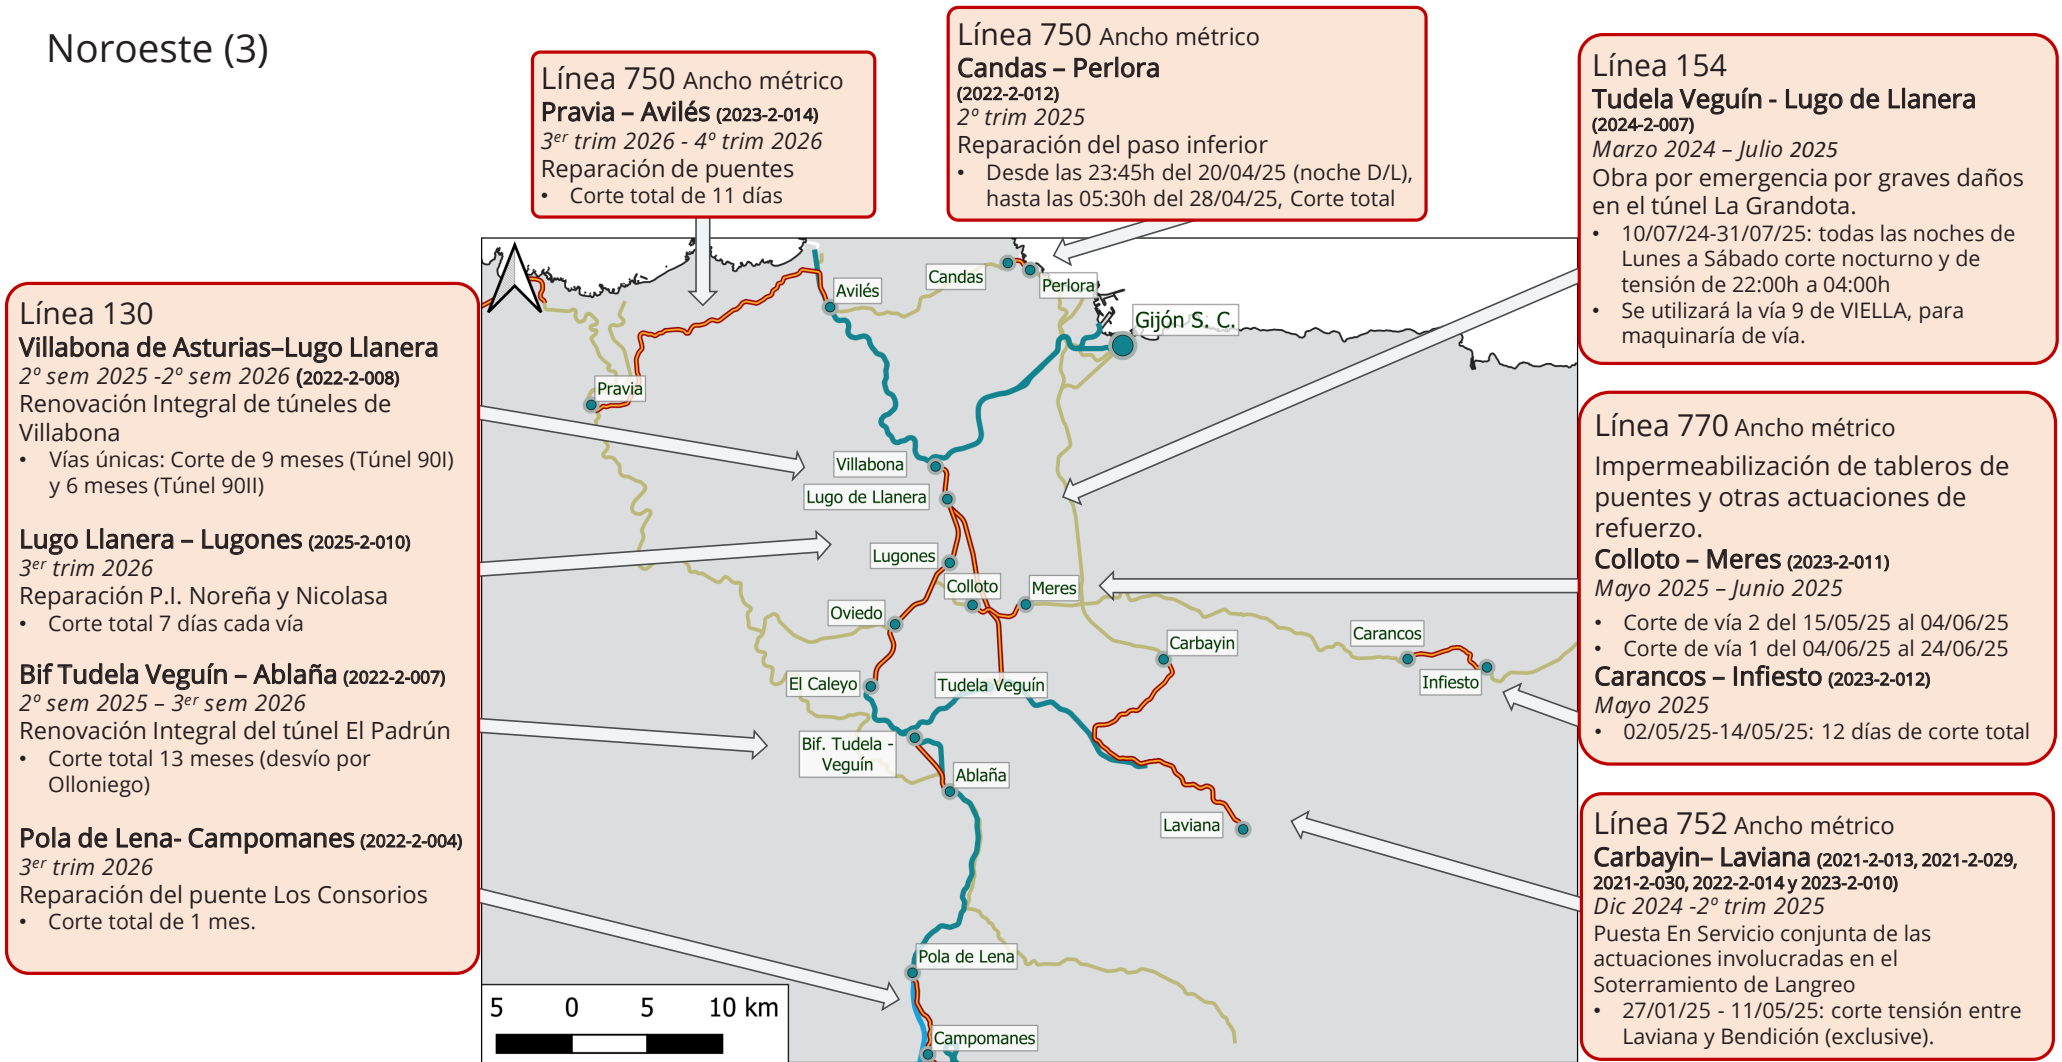 Noroeste (3)
Línea 750 Ancho métrico
Pravia – Avilés (2023-2-014)
3er trim 2026 - 4º trim 2026
Reparación de puentes
• Corte total de 11 días
Línea 750 Ancho métrico
Candas – Perlora
(2022-2-012)
2º trim 2025
Reparación del paso inferior
• Desde las 23:45h del 20/04/25 (noche D/L),
hasta las 05:30h del 28/04/25, Corte total
Línea 154
Tudela Veguín - Lugo de Llanera
(2024-2-007)
Marzo 2024 – Julio 2025
Obra por emergencia por graves daños
en el túnel La Grandota.
• 10/07/24-31/07/25: todas las noches de
Lunes a Sábado corte nocturno y de
tensión de 22:00h a 04:00h
• Se utilizará la vía 9 de VIELLA, para
maquinaría de vía.
Línea 130
Villabona de Asturias–Lugo Llanera
2º sem 2025 -2º sem 2026 (2022-2-008)
Renovación Integral de túneles de
Villabona
• Vías únicas: Corte de 9 meses (Túnel 90I)
y 6 meses (Túnel 90II)
Lugo Llanera – Lugones (2025-2-010)
3er trim 2026
Reparación P.I. Noreña y Nicolasa
• Corte total 7 días cada vía
Bif Tudela Veguín – Ablaña (2022-2-007)
2º sem 2025 – 3er sem 2026
Renovación Integral del túnel El Padrún
• Corte total 13 meses (desvío por
Olloniego)
Pola de Lena- Campomanes (2022-2-004)
3er trim 2026
Reparación del puente Los Consorios
• Corte total de 1 mes.
Línea 770 Ancho métrico
Impermeabilización de tableros de
puentes y otras actuaciones de
refuerzo.
Colloto – Meres (2023-2-011)
Mayo 2025 – Junio 2025
• Corte de vía 2 del 15/05/25 al 04/06/25
• Corte de vía 1 del 04/06/25 al 24/06/25
Carancos – Infiesto (2023-2-012)
Mayo 2025
• 02/05/25-14/05/25: 12 días de corte total
Línea 752 Ancho métrico
Carbayin– Laviana (2021-2-013, 2021-2-029,
2021-2-030, 2022-2-014 y 2023-2-010)
Dic 2024 -2º trim 2025
Puesta En Servicio conjunta de las
actuaciones involucradas en el
Soterramiento de Langreo
• 27/01/25 - 11/05/25: corte tensión entre
Laviana y Bendición (exclusive).
Candas
Perlora
Avilés
Gijón S. C.
Pravia
Villabona
Lugo de Llanera
Lugones
Colloto
Meres
Oviedo
Carbayin
Carancos
Infiesto
El Caleyo
Tudela Veguín
Bif. Tudela -
Veguín
Ablaña
Laviana
Pola de Lena
Campomanes
5 0 5 10 km